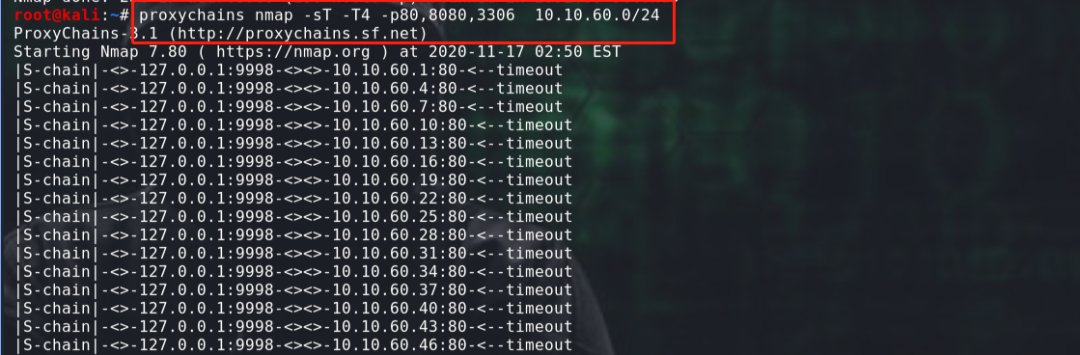 root@kali:~# proxychains nmap -sT -T4 -p80,8080,3306  10.10.60.0/24
ProxyChains-3.1 (http://proxychains.sf.net)
Starting Nmap 7.80 ( https://nmap.org ) at 2020-11-17 02:50 EST
|S-chain|-<>-127.0.0.1:9998-<><>-10.10.60.1:80-<--timeout
|S-chain|-<>-127.0.0.1:9998-<><>-10.10.60.4:80-<--timeout
|S-chain|-<>-127.0.0.1:9998-<><>-10.10.60.7:80-<--timeout
|S-chain|-<>-127.0.0.1:9998-<><>-10.10.60.10:80-<--timeout
|S-chain|-<>-127.0.0.1:9998-<><>-10.10.60.13:80-<--timeout
|S-chain|-<>-127.0.0.1:9998-<><>-10.10.60.16:80-<--timeout
|S-chain|-<>-127.0.0.1:9998-<><>-10.10.60.19:80-<--timeout
|S-chain|-<>-127.0.0.1:9998-<><>-10.10.60.22:80-<--timeout
|S-chain|-<>-127.0.0.1:9998-<><>-10.10.60.25:80-<--timeout
|S-chain|-<>-127.0.0.1:9998-<><>-10.10.60.28:80-<--timeout
|S-chain|-<>-127.0.0.1:9998-<><>-10.10.60.31:80-<--timeout
|S-chain|-<>-127.0.0.1:9998-<><>-10.10.60.34:80-<--timeout
|S-chain|-<>-127.0.0.1:9998-<><>-10.10.60.37:80-<--timeout
|S-chain|-<>-127.0.0.1:9998-<><>-10.10.60.40:80-<--timeout
|S-chain|-<>-127.0.0.1:9998-<><>-10.10.60.43:80-<--timeout
|S-chain|-<>-127.0.0.1:9998-<><>-10.10.60.46:80-<--timeout